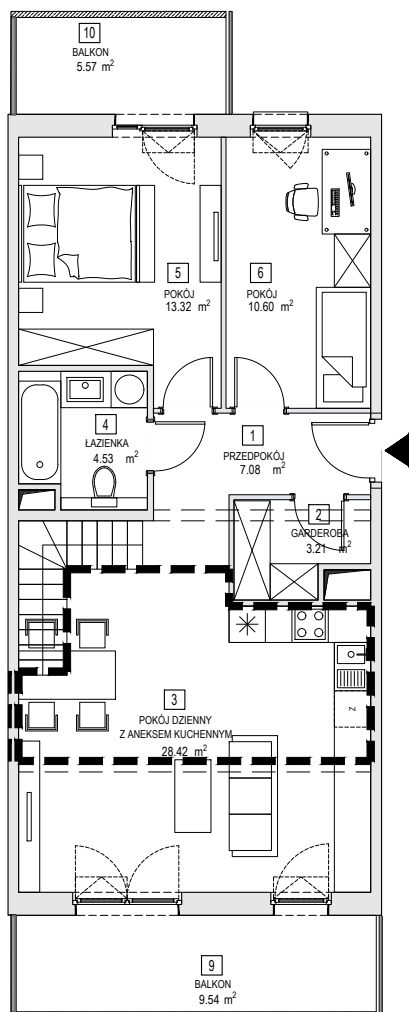 10
BALKON
5.57 m²
5
POKÓJ
13.32 m²
6
POKÓJ
10.60 m²
4
ŁAZIENKA
4.53 m²
1
PRZEDPOKÓJ
7.08 m²
2
GARDEROBA
3.21 m²
3
POKÓJ DZIENNY
Z ANEKSEM KUCHENNYM
28.42 m²
Z
9
BALKON
9.54 m²